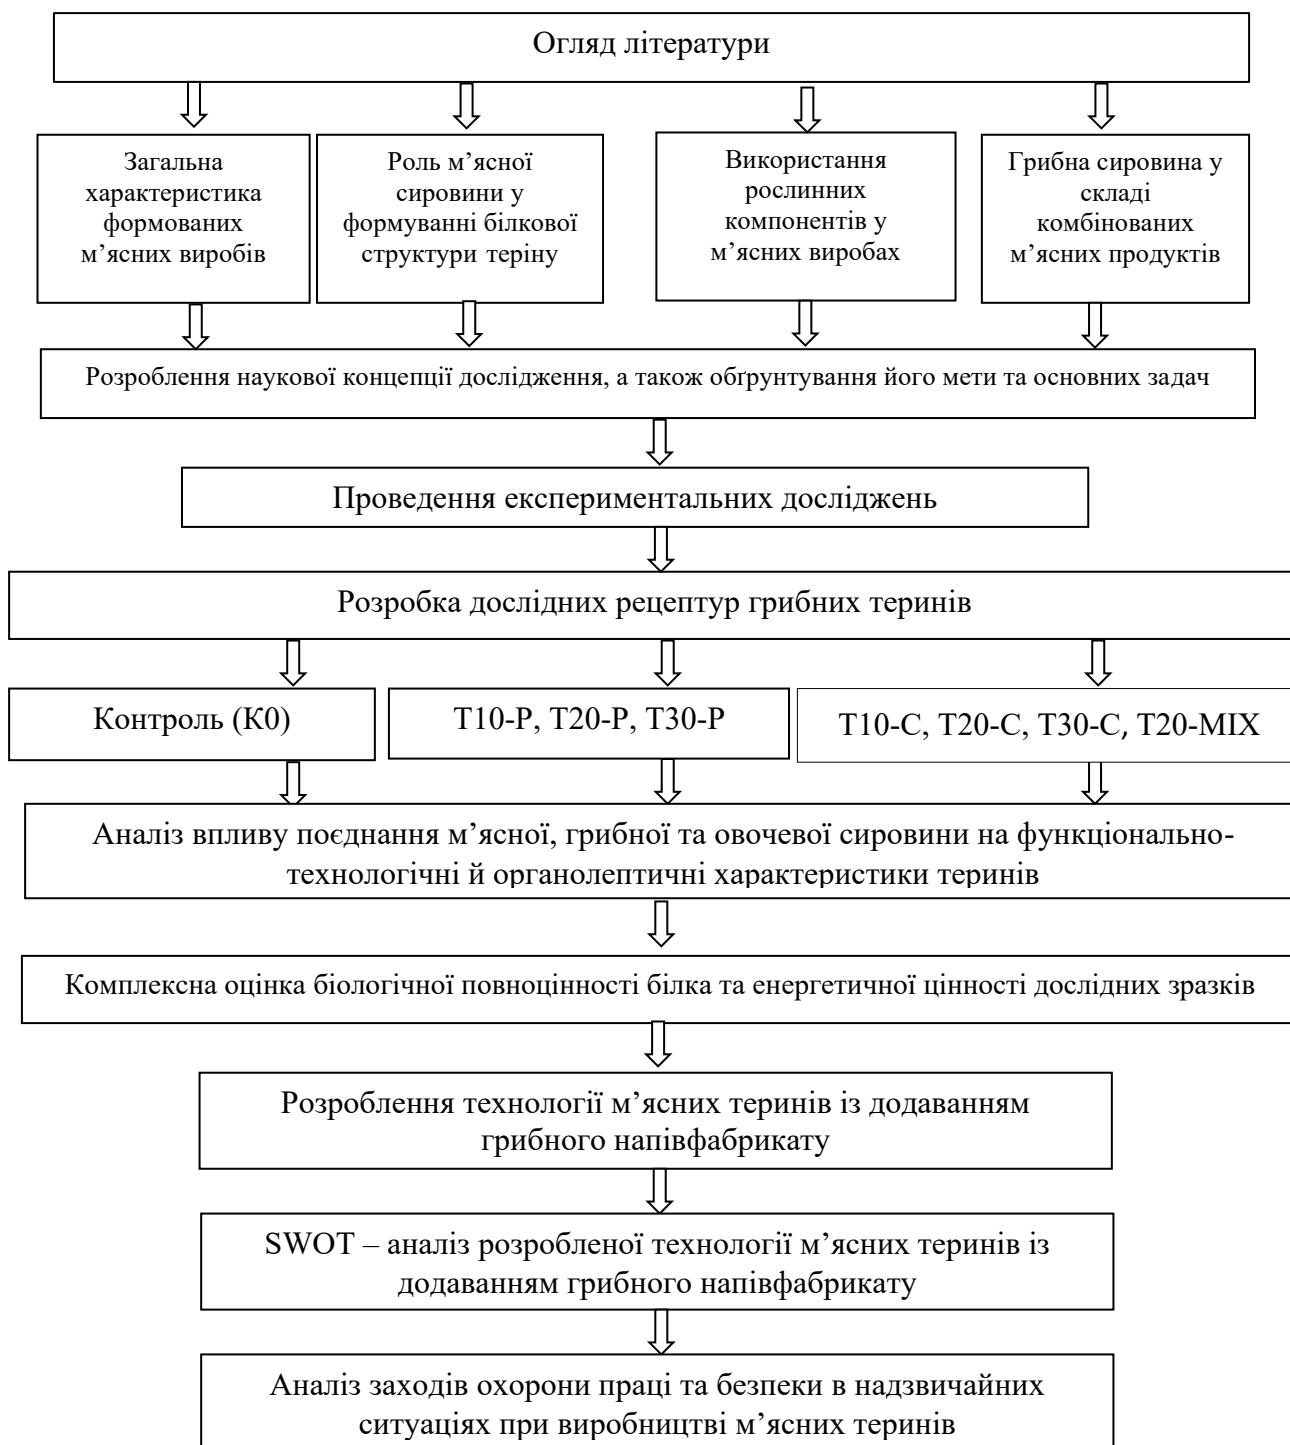 Огляд літератури
Загальна
характеристика
формованих
м’ясних виробів
Роль м’ясної
сировини у
формуванні білкової
структури теріну
Використання
рослинних
компонентів у
м’ясних виробах
Грибна сировина у
складі
комбінованих
м’ясних продуктів
Розроблення наукової концепції дослідження, а також обґрунтування його мети та основних задач
Проведення експериментальних досліджень
Розробка дослідних рецептур грибних теринів
Контроль (К0)
Т10-Р, Т20-Р, Т30-Р
Т10-С, Т20-С, Т30-С, Т20-МІХ
Аналіз впливу поєднання м’ясної, грибної та овочевої сировини на функціонально-
технологічні й органолептичні характеристики теринів
Комплексна оцінка біологічної повноцінності білка та енергетичної цінності дослідних зразків
Розроблення технології м’ясних теринів із додаванням
грибного напівфабрикату
SWOT – аналіз розробленої технології м’ясних теринів із
додаванням грибного напівфабрикату
Аналіз заходів охорони праці та безпеки в надзвичайних
ситуаціях при виробництві м’ясних теринів